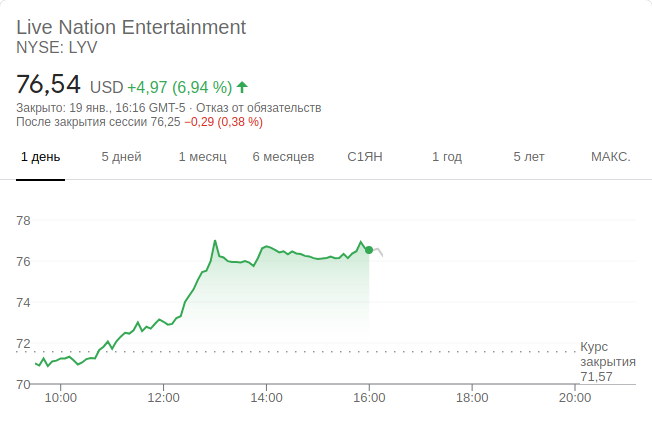 Live Nation Entertainment
NYSE: LYV
76,54 USD +4,97 (6,94 %)
Закрыто: 19 янв., 16:16 GMT-5 · Отказ от обязательств
После закрытия сессии 76,25 −0,29 (0,38 %)
1 день 5 дней 1 месяц 6 месяцев С1ЯН 1 год 5 лет МАКС.
78
76
74
72
70
Курс
закрытия
71,57
10:00 12:00 14:00 16:00 18:00 20:00